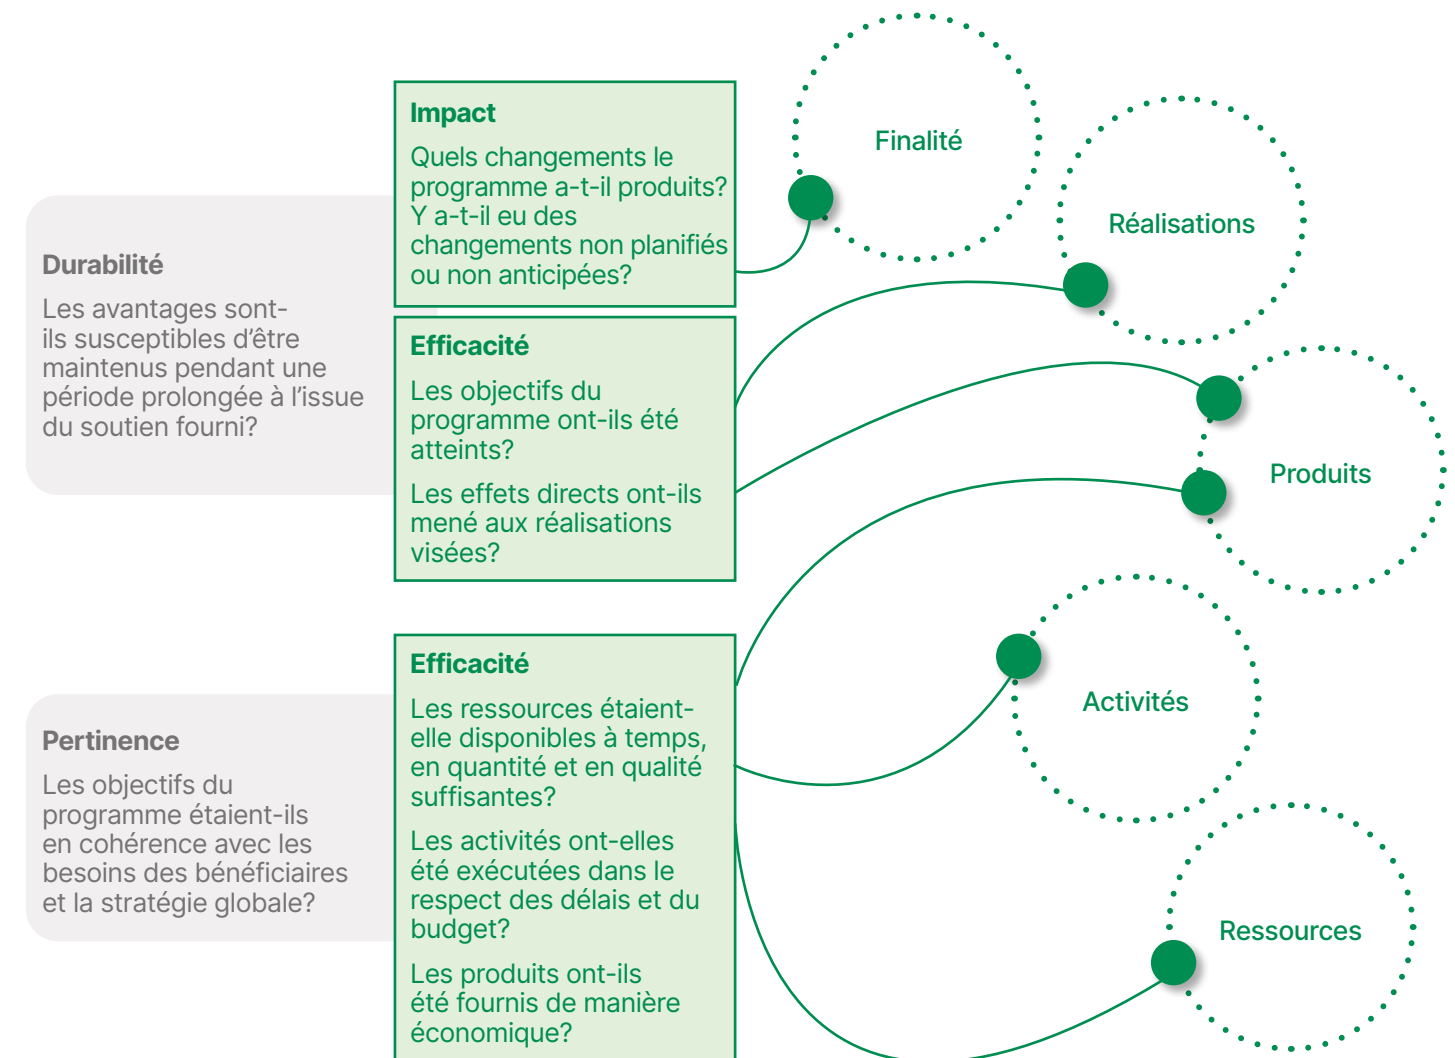 Durabilité
Les avantages sont-
ils susceptibles d’être
maintenus pendant une
période prolongée à l’issue
du soutien fourni?
Pertinence
Les objectifs du
programme étaient-ils
en cohérence avec les
besoins des bénéficiaires
et la stratégie globale?
Impact
Quels changements le
programme a-t-il produits?
Y a-t-il eu des
changements non planifiés
ou non anticipées?
Efficacité
Les objectifs du
programme ont-ils été
atteints?
Les effets directs ont-ils
mené aux réalisations
visées?
Efficacité
Les ressources étaient-
elle disponibles à temps,
en quantité et en qualité
suffisantes?
Les activités ont-elles
été exécutées dans le
respect des délais et du
budget?
Les produits ont-ils
été fournis de manière
économique?
Finalité
Réalisations
Produits
Activités
Ressources